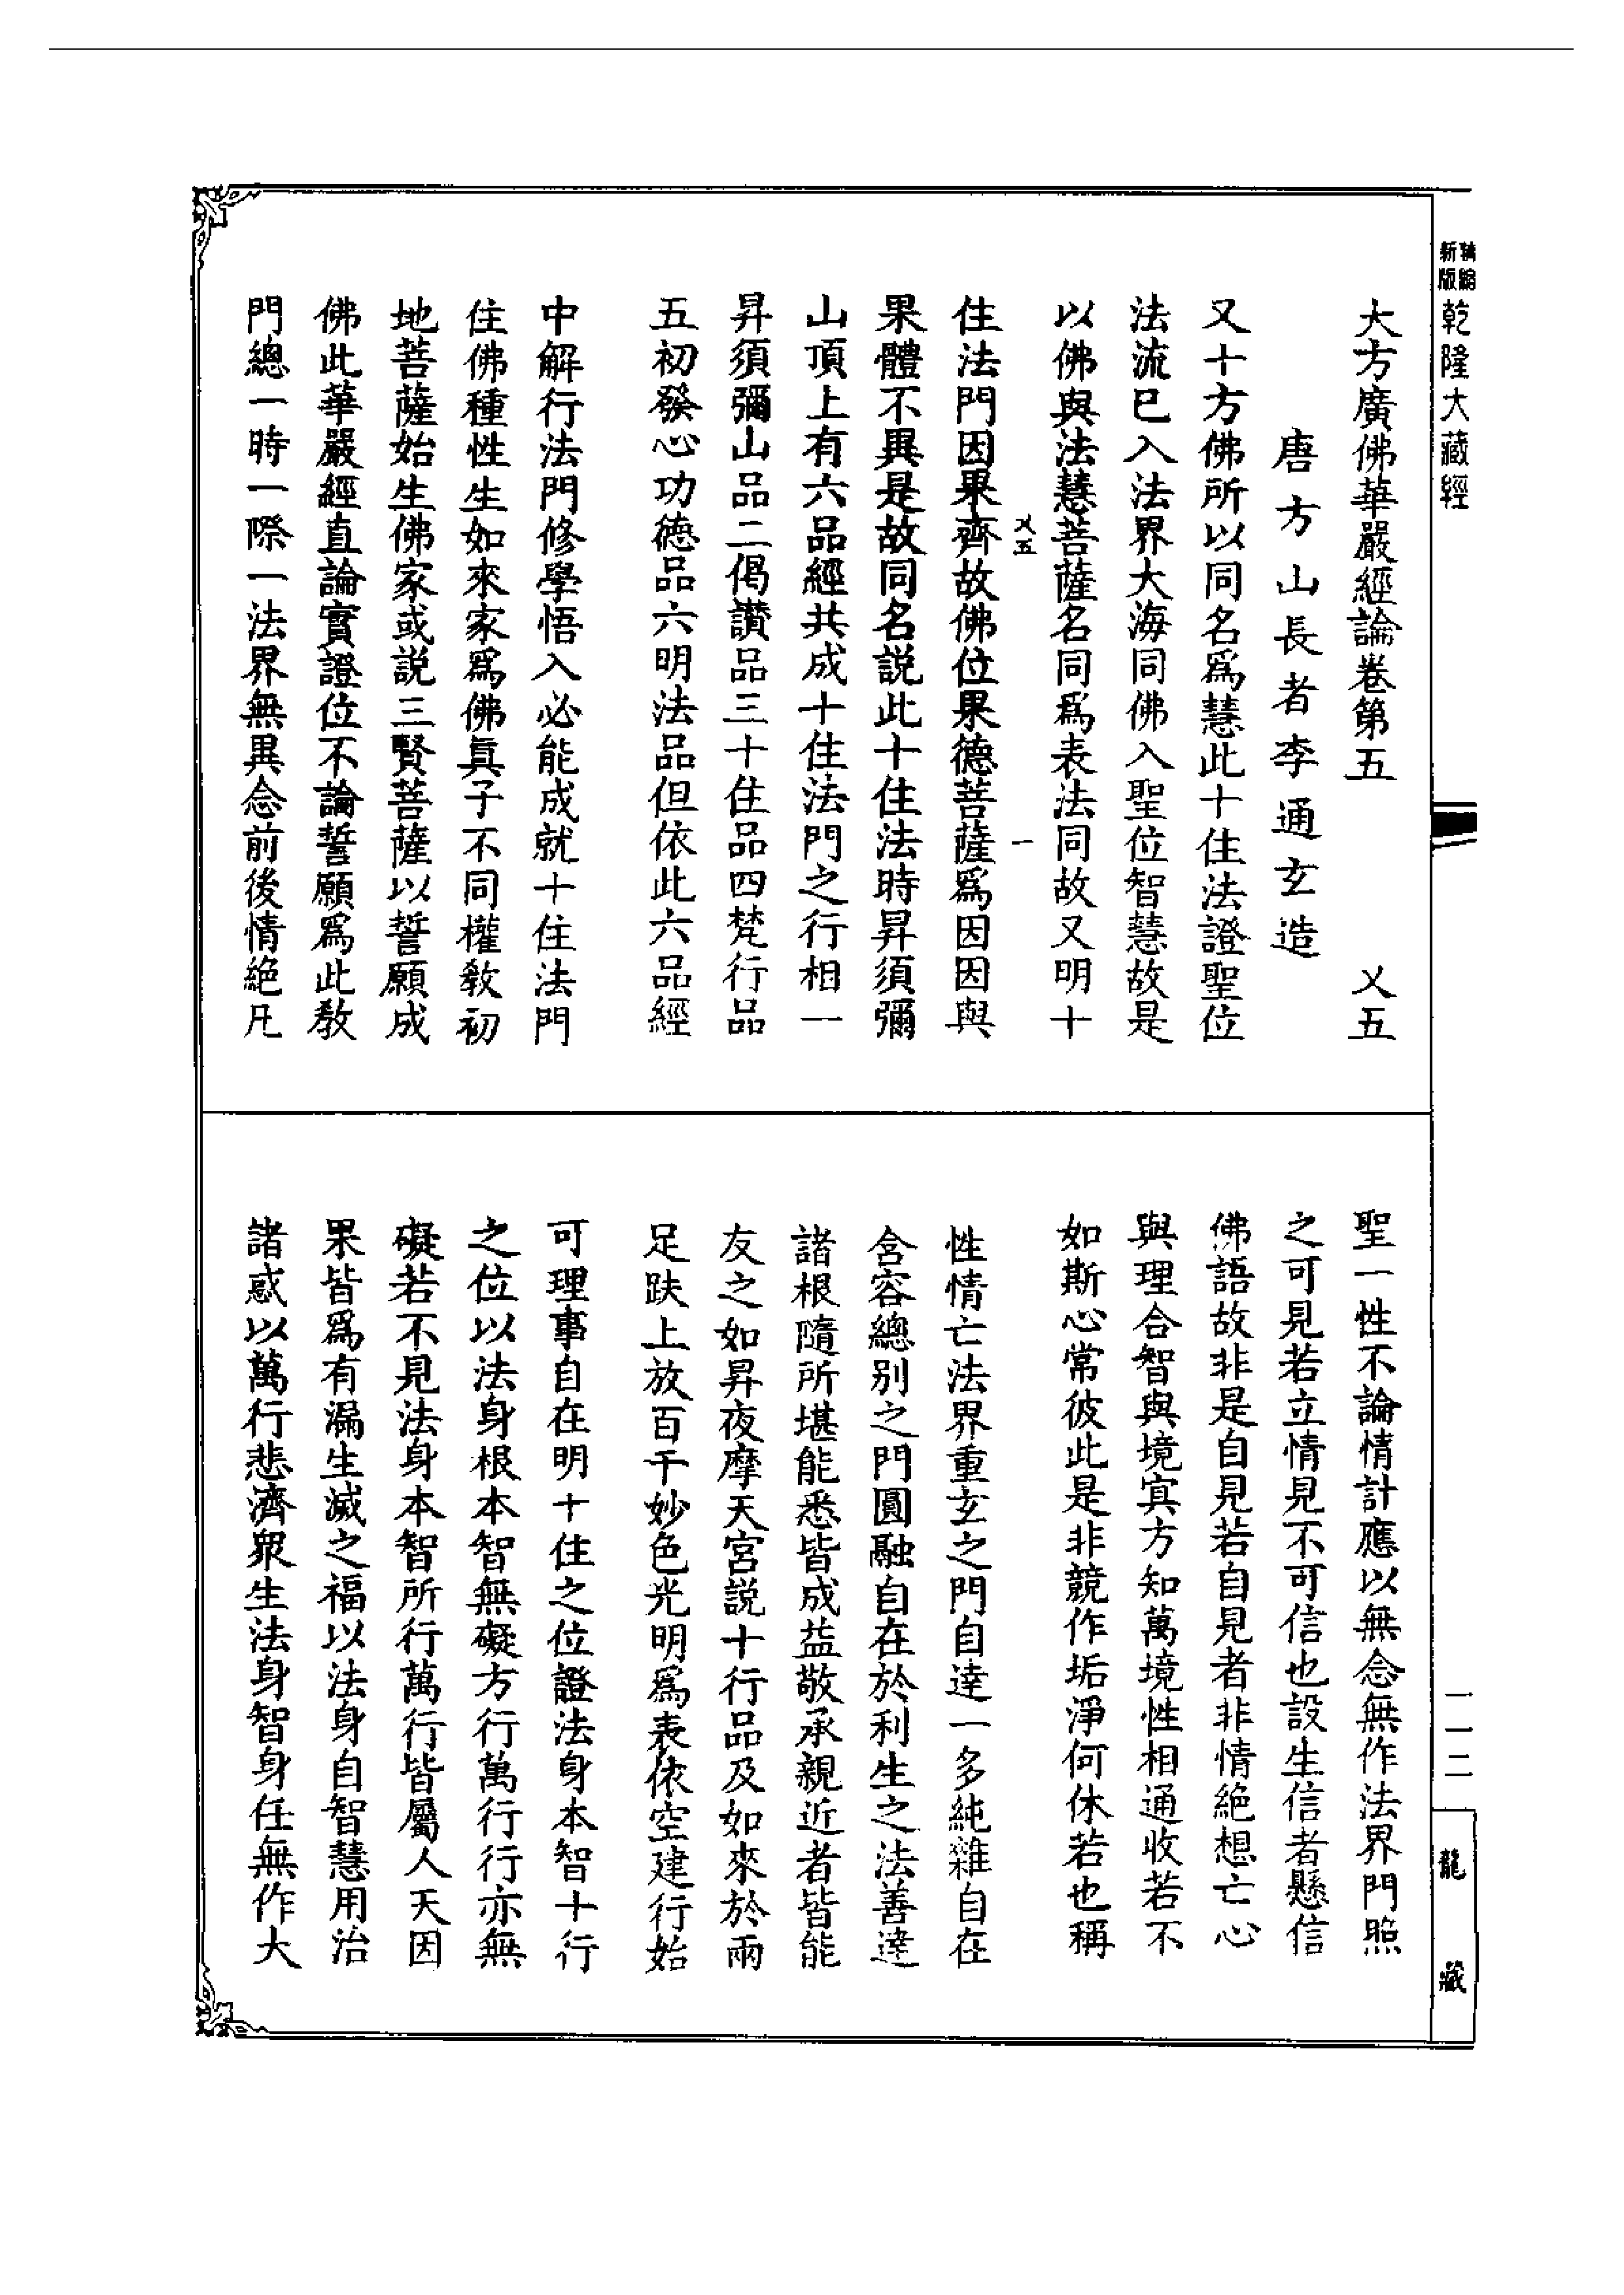 精縮新版乾隆大藏經
大方廣佛華嚴經論卷第五 乂五
唐方山長者李通玄造
又十方佛所以同名爲慧此十住法證聖位
法流已入法界大海同佛入聖位智慧故是
以佛與法慧菩薩名同爲表法同故又明十
乂五 一
住法門因果齊故佛位果德菩薩爲因因與
果體不異是故同名說此十住法時昇須彌
山頂上有六品經共成十住法門之行相一
昇須彌山品二偈讚品三十住品四梵行品
五初發心功德品六明法品但依此六品經
中解行法門修學悟入必能成就十住法門
住佛種性生如來家爲佛眞子不同權教初
地菩薩始生佛家或說三賢菩薩以誓願成
佛此華嚴經直論實證位不論誓願爲此教
門總一時一際一法界無異念前後情絕凡
聖一性不論情計應以無念無作法界門照
之可見若立情見不可信也設生信者懸信
佛語故非是自見若自見者非情絕想亡心
與理合智與境寘方知萬境性相通收若不
如斯心常彼此是非競作垢淨何休若也稱
性情亡法界重玄之門自達一多純雜自在
含容總別之門圓融自在於利生之法善達
諸根隨所堪能悉皆成益敬承親近者皆能
友之如昇夜摩天宮說十行品及如來於兩
足趺上放百千妙色光明爲表依空建行始
可理事自在明十住之位證法身本智十行
之位以法身根本智無礙方行萬行行亦無
礙若不見法身本智所行萬行皆屬人天因
果皆爲有漏生滅之福以法身自智慧用治
諸惑以萬行悲濟衆生法身智身任無作大
一一二
龍藏